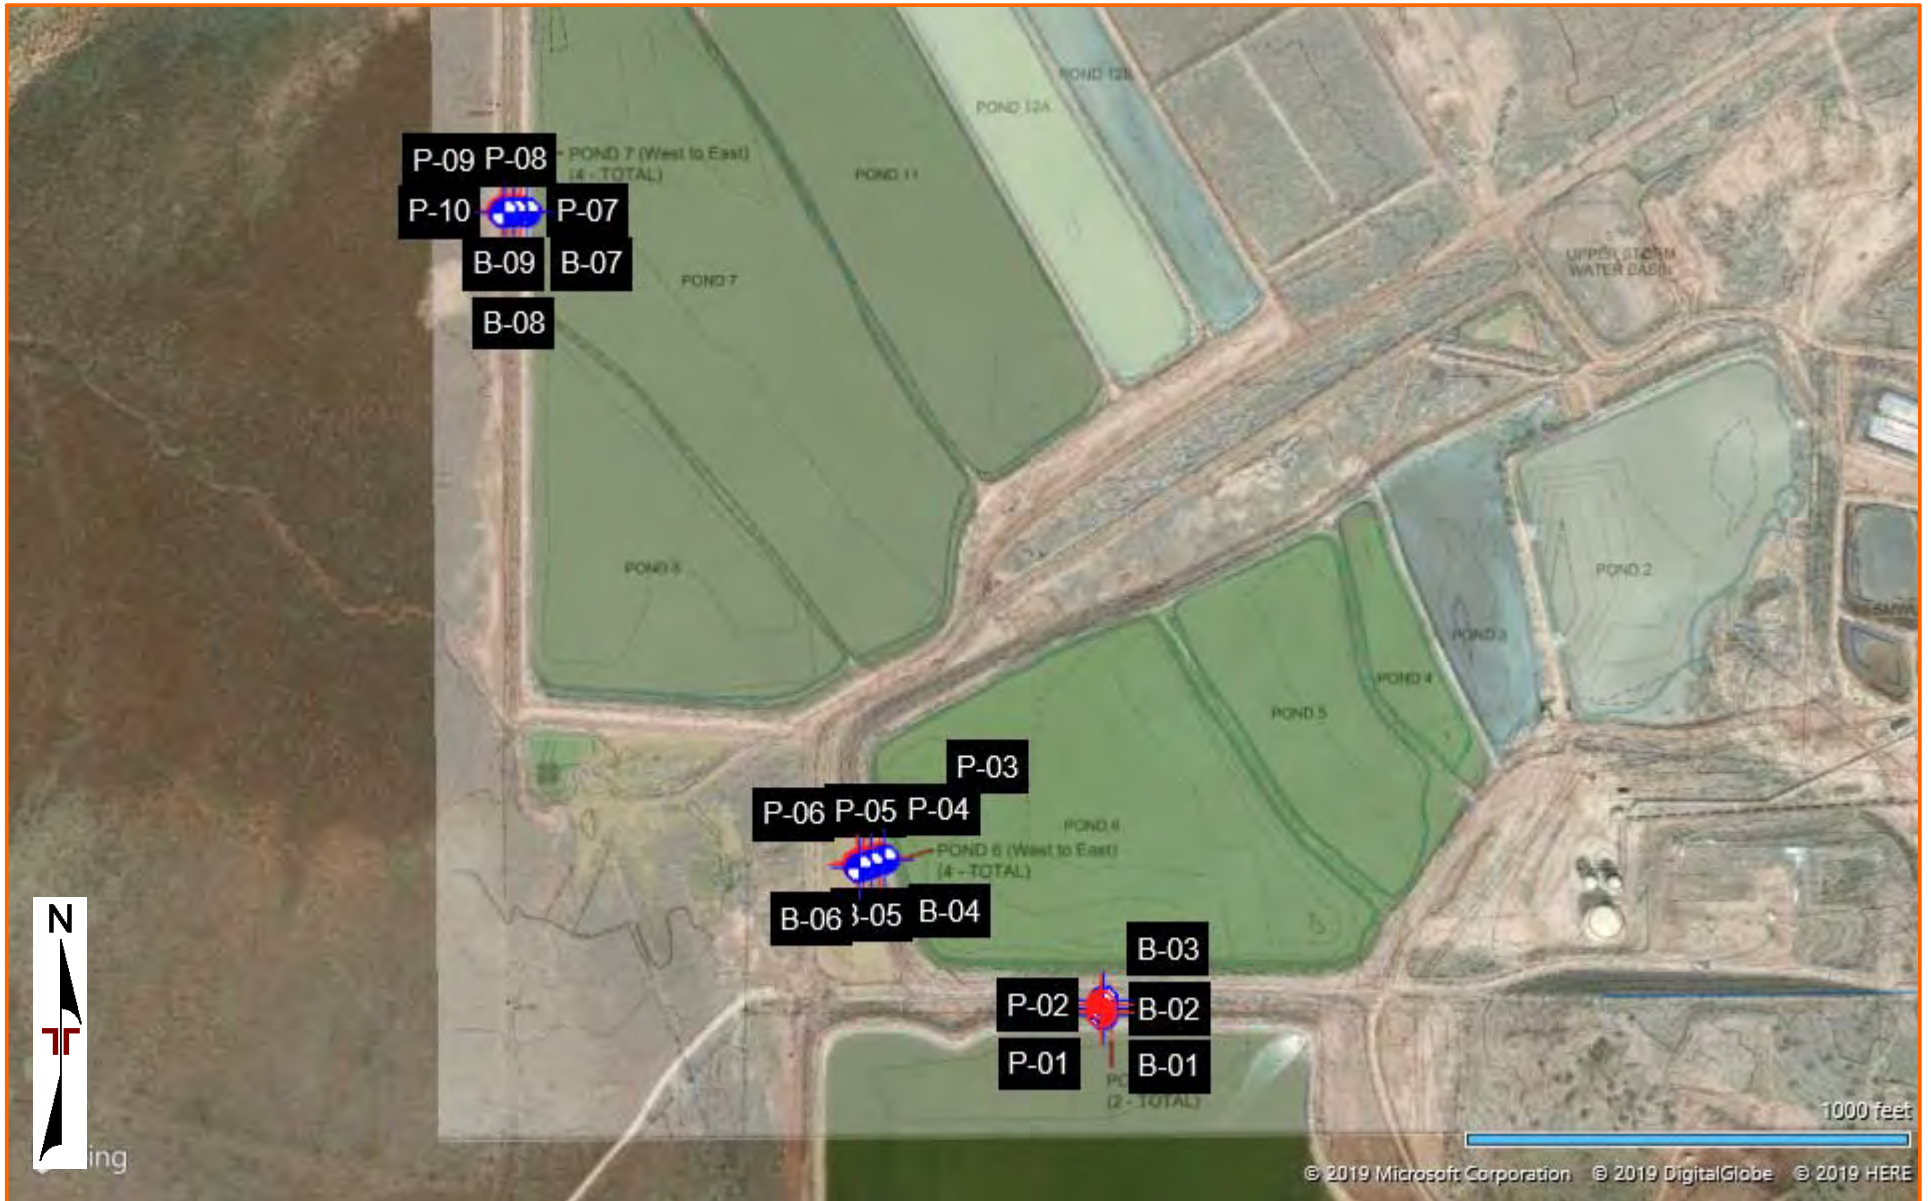 POND 12B
POND 12A
P-09
P-08
POND 7 (West to East)
(4 - TOTAL)
POND 11
P-10
P-07
B-09
B-07
POND 7
UPPER STORM
WATER BASIN
B-08
POND 2
POND 3
POND 4
POND 5
P-03
P-06
P-05
P-04
POND 6
POND 6 (West to East)
(4 - TOTAL)
B-06
-05
B-04
B-03
P-02
B-02
P-01
B-01
(2 - TOTAL)
N
1000 feet
© 2019 Microsoft Corporation © 2019 DigitalGlobe © 2019 HERE